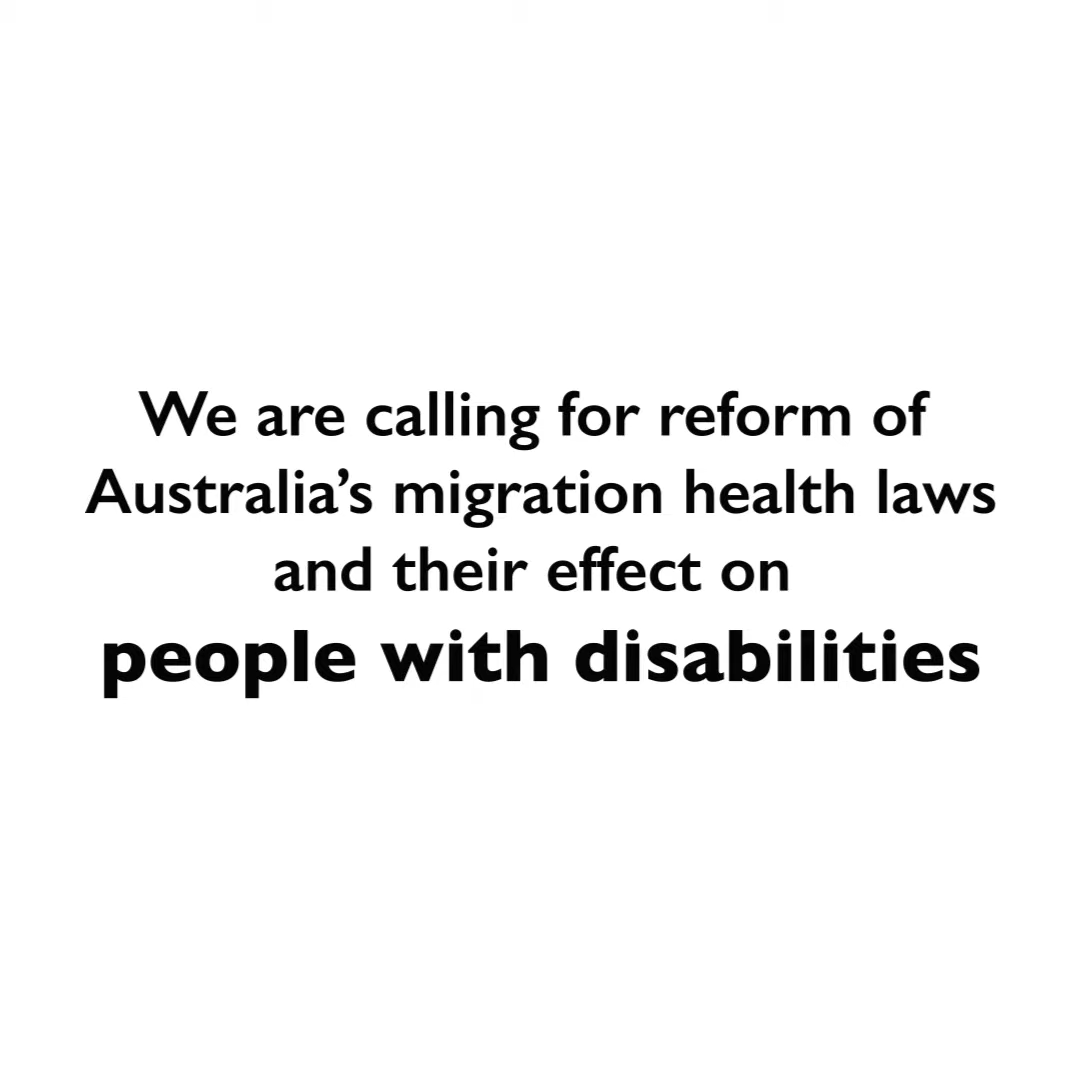 We are calling for reform of
Australia’s migration health laws
and their effect on
people with disabilities